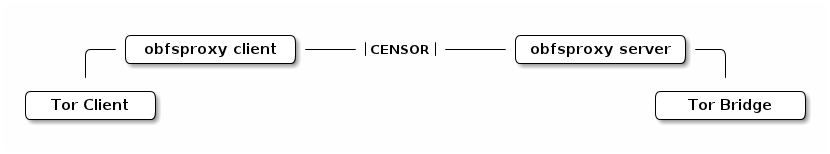 obfsproxy client |CENSOR| obfsproxy server
Tor Client Tor Bridge